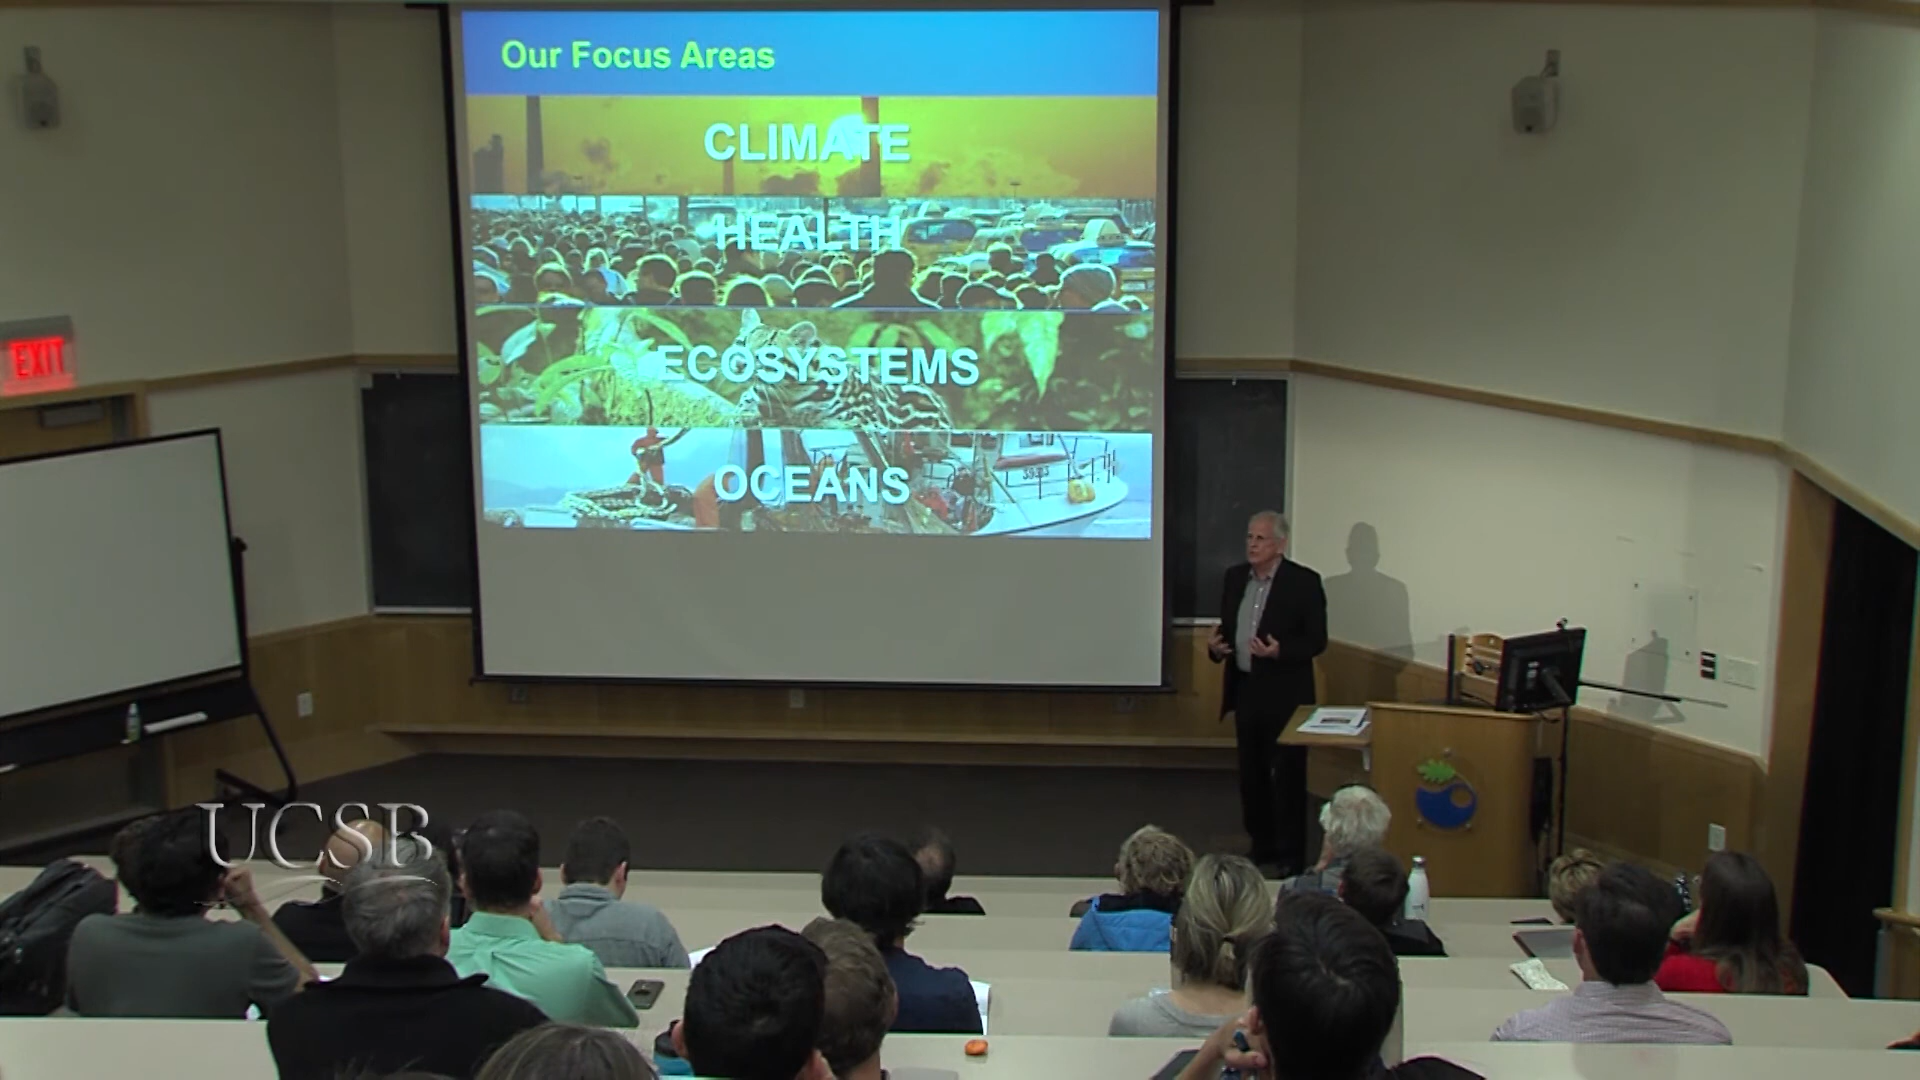 Our Focus Areas
CLIMATE
HEALTH
ECOSYSTEMS
OCEANS
EXIT
UCSB